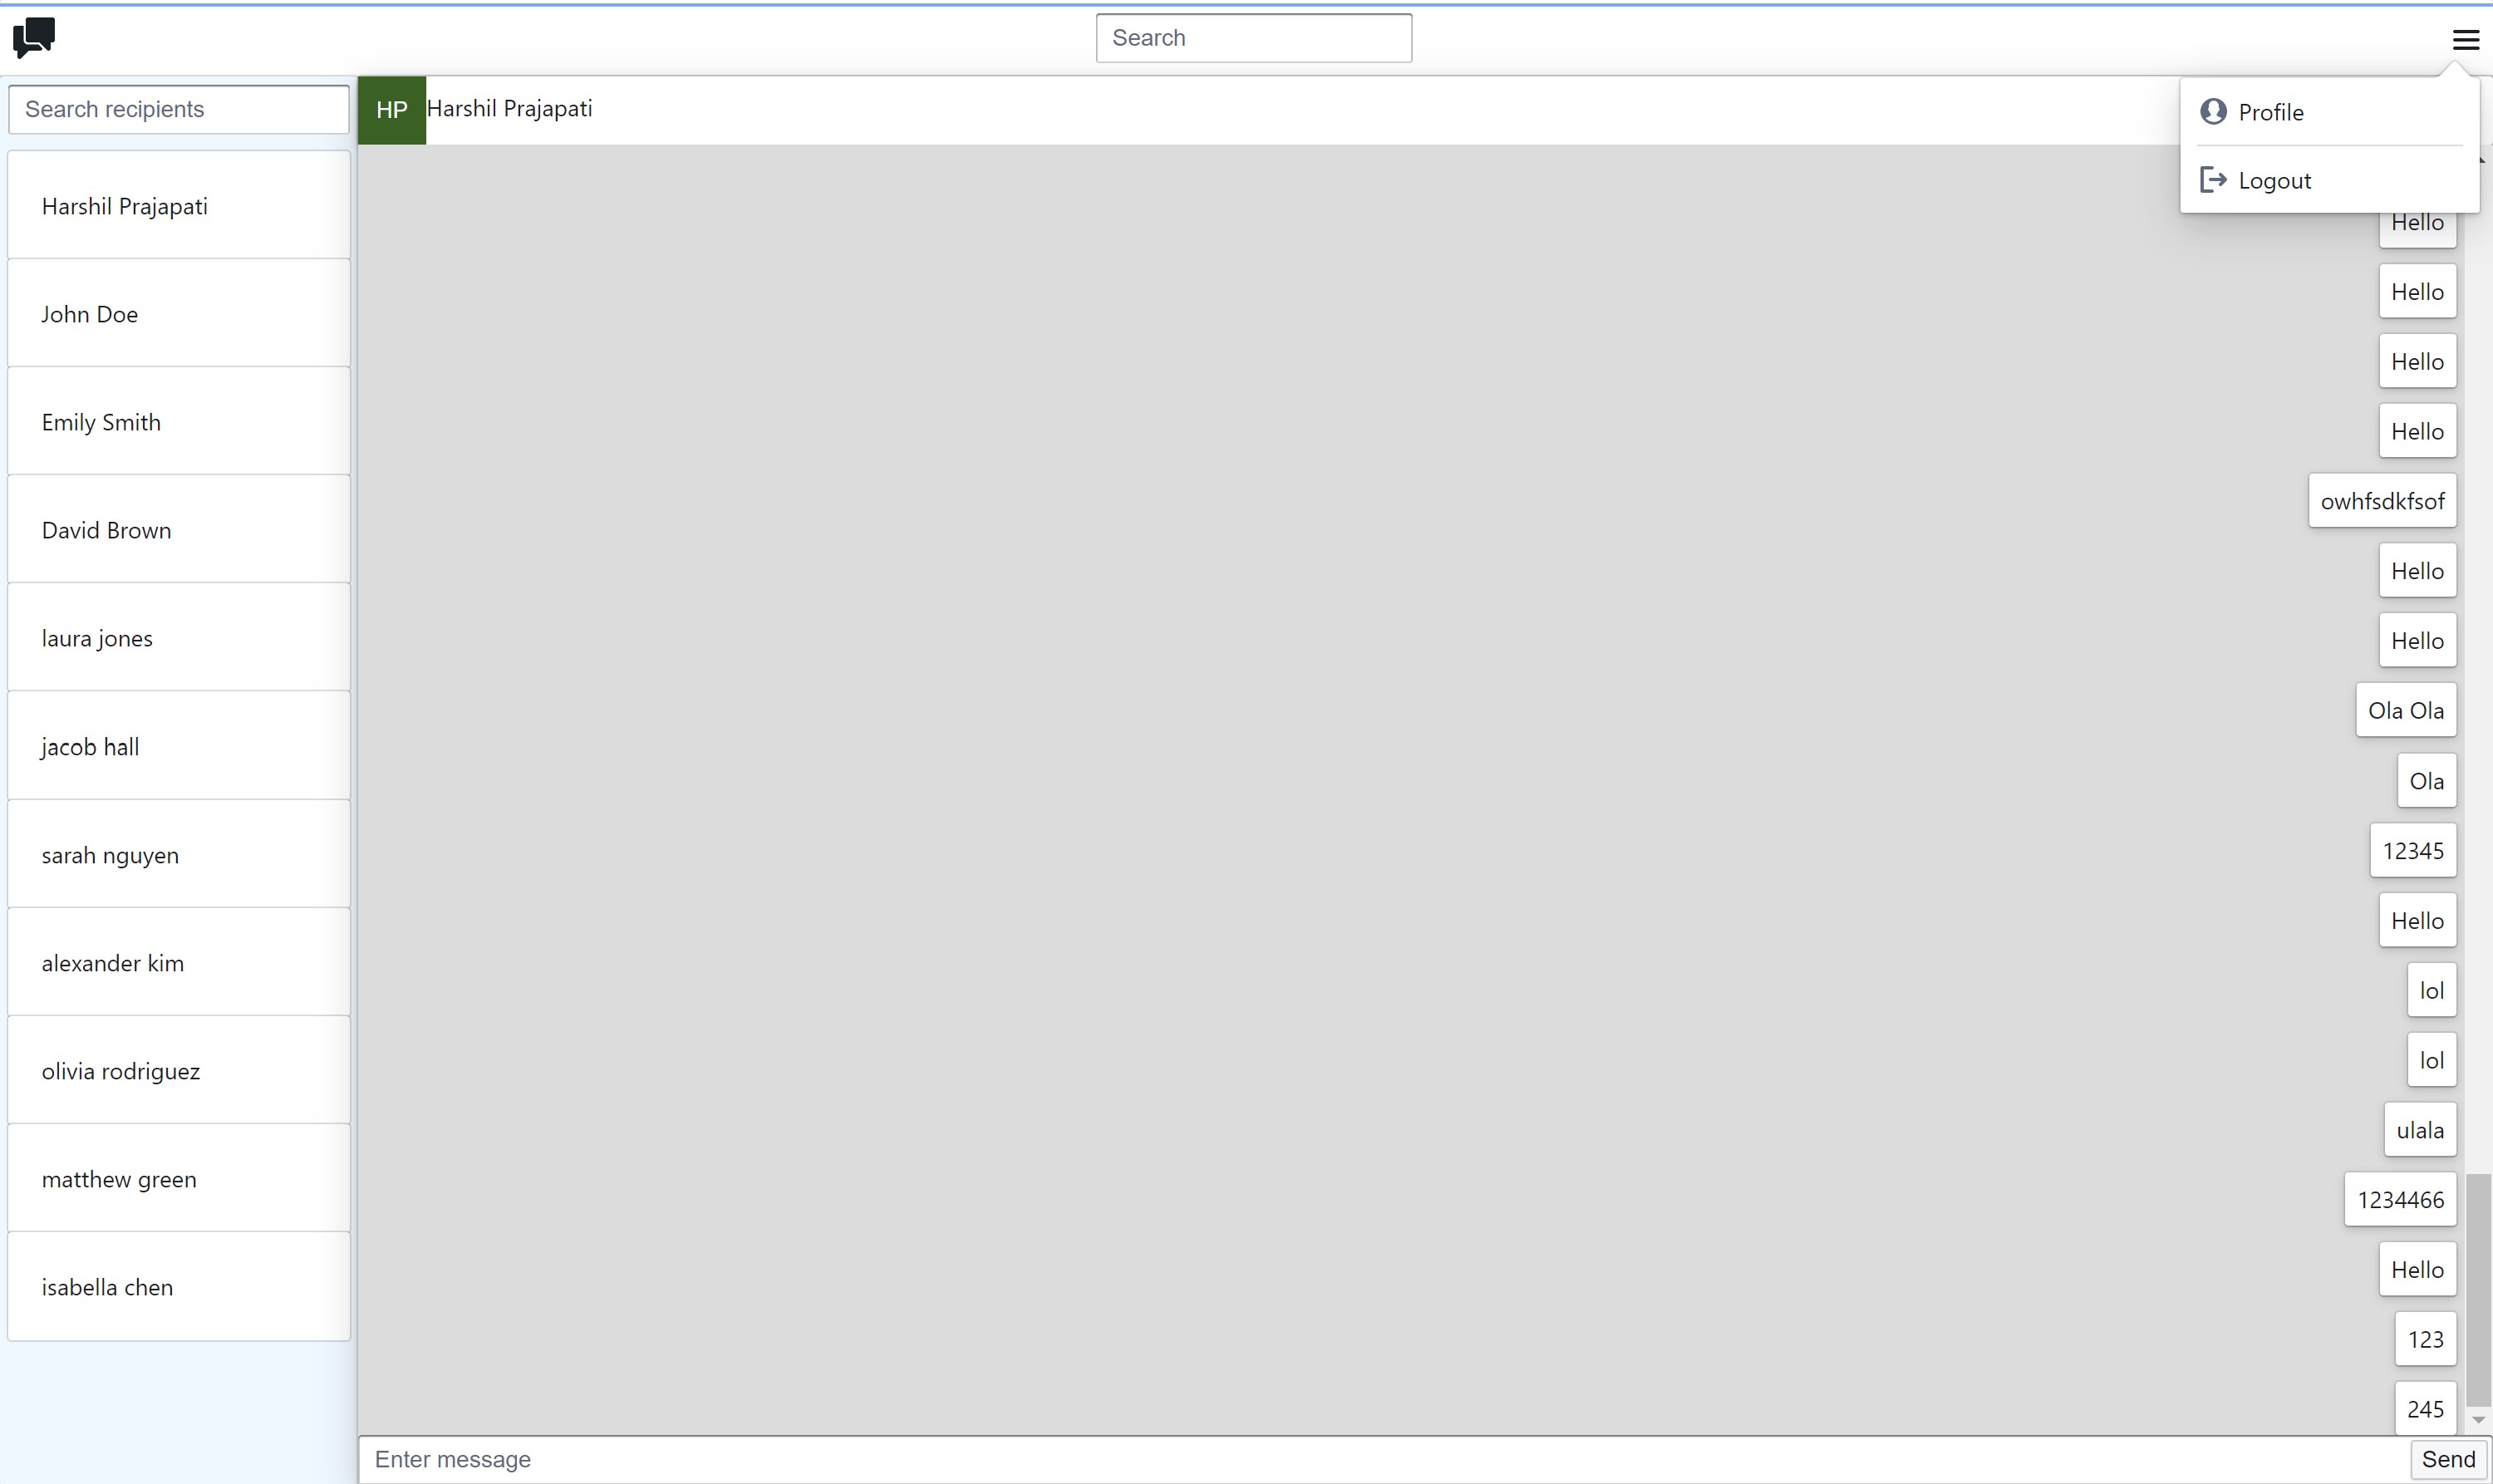 Search
Search recipients
Harshil Prajapati
John Doe
Emily Smith
David Brown
laura jones
jacob hall
sarah nguyen
alexander kim
olivia rodriguez
matthew green
isabella chen
HP Harshil Prajapati
Profile
Logout
Hello
Hello
Hello
Hello
owhfsdkfsof
Hello
Hello
Ola Ola
Ola
12345
Hello
lol
lol
ulala
1234466
Hello
123
245
Enter message
Send